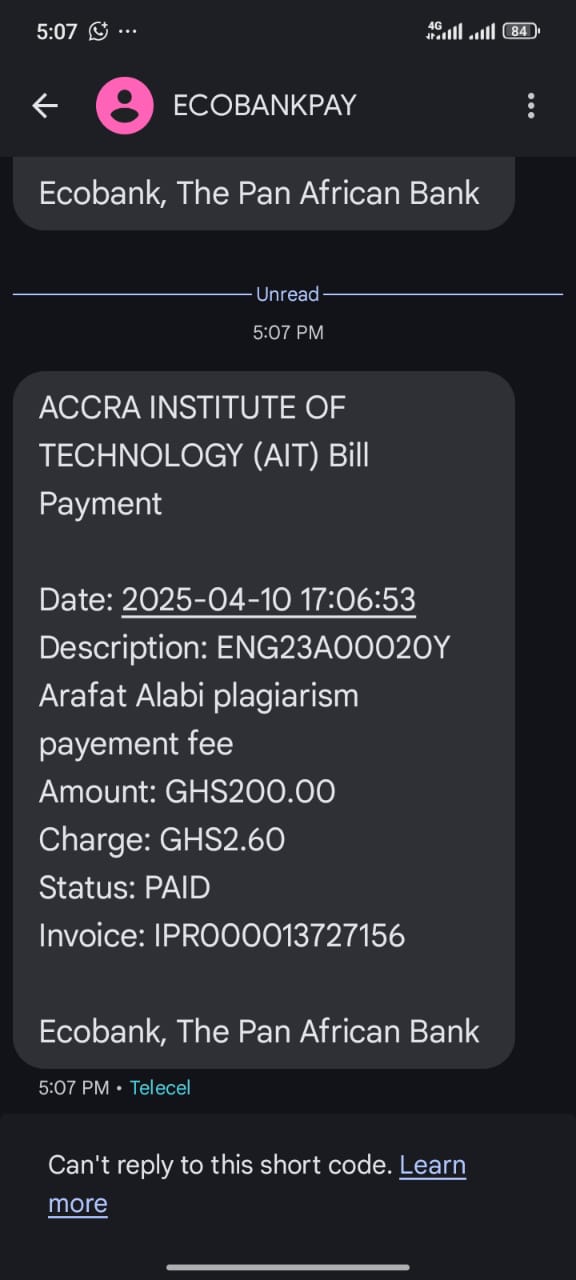 5:07
4G
84
ECOBANKPAY
Ecobank, The Pan African Bank
Unread
5:07 PM
ACCRA INSTITUTE OF
TECHNOLOGY (AIT) Bill
Payment
Date: 2025-04-10 17:06:53
Description: ENG23A00020Y
Arafat Alabi plagiarism
payement fee
Amount: GHS200.00
Charge: GHS2.60
Status: PAID
Invoice: IPR000013727156
Ecobank, The Pan African Bank
5:07 PM • Telecel
Can't reply to this short code. Learn
more